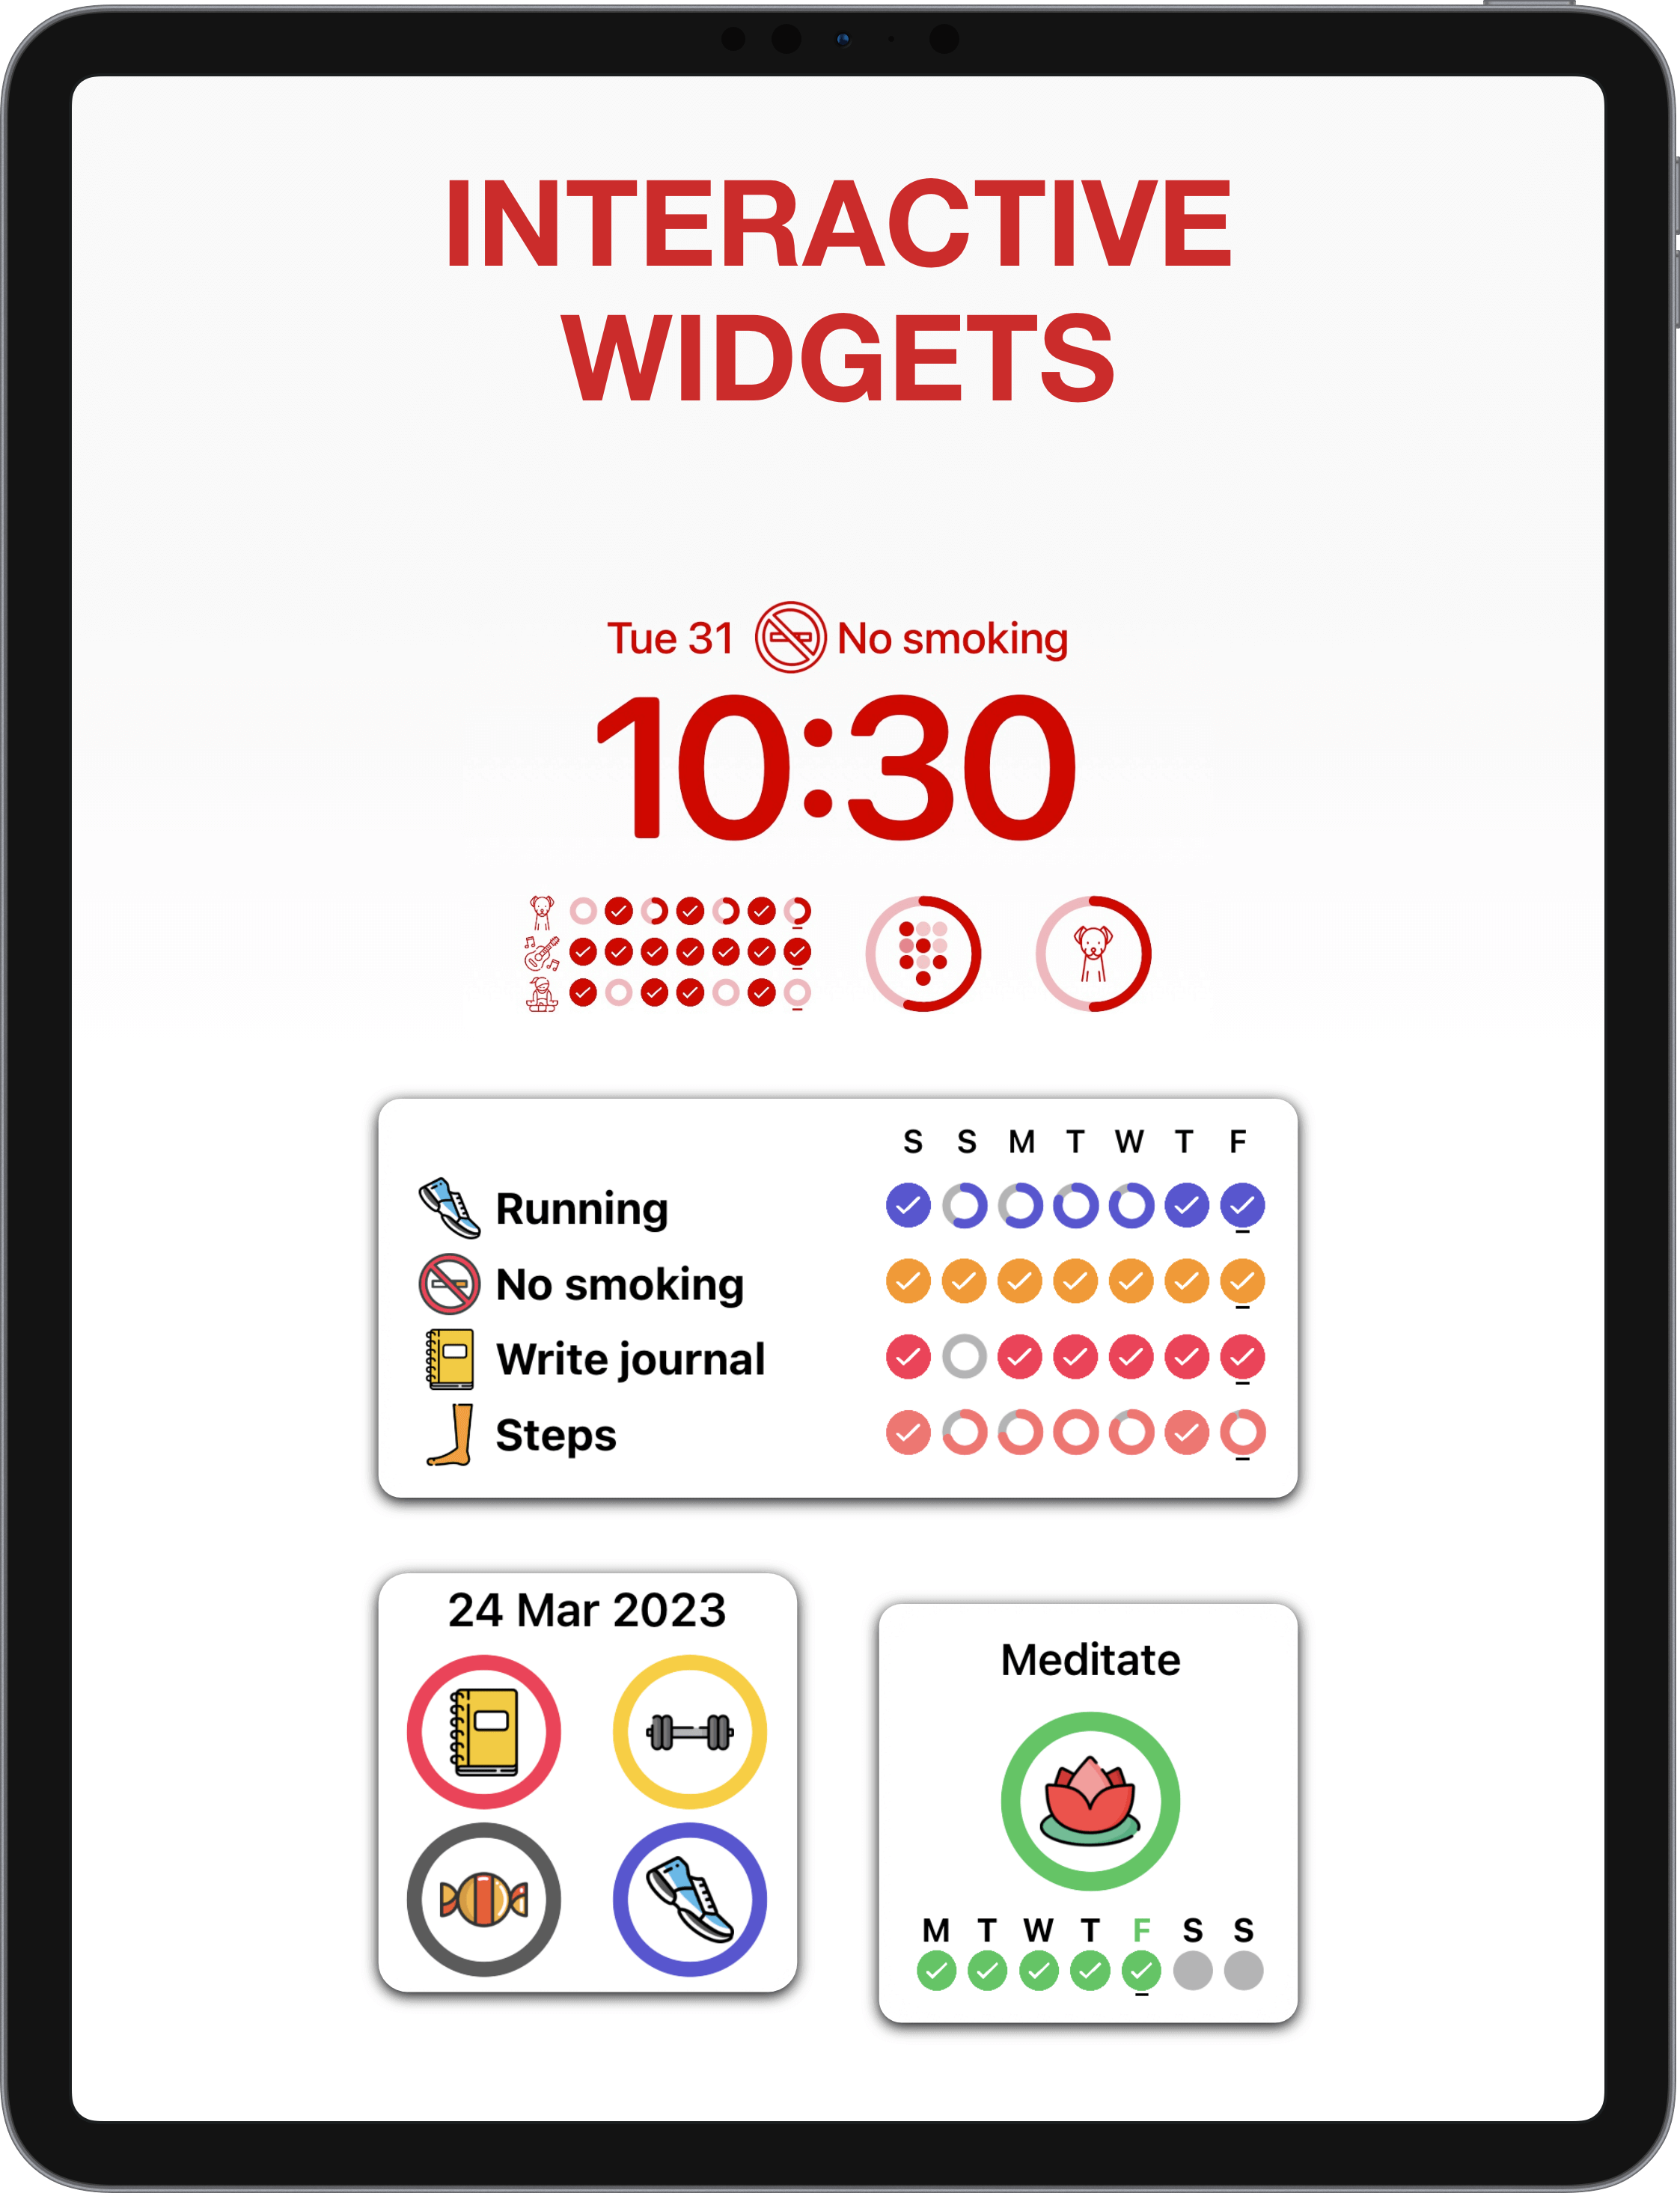 INTERACTIVE
WIDGETS
Tue 31 No smoking
10:30
S S M T W T F
Running
No smoking
Write journal
Steps
24 Mar 2023
Meditate
M T W T F S S